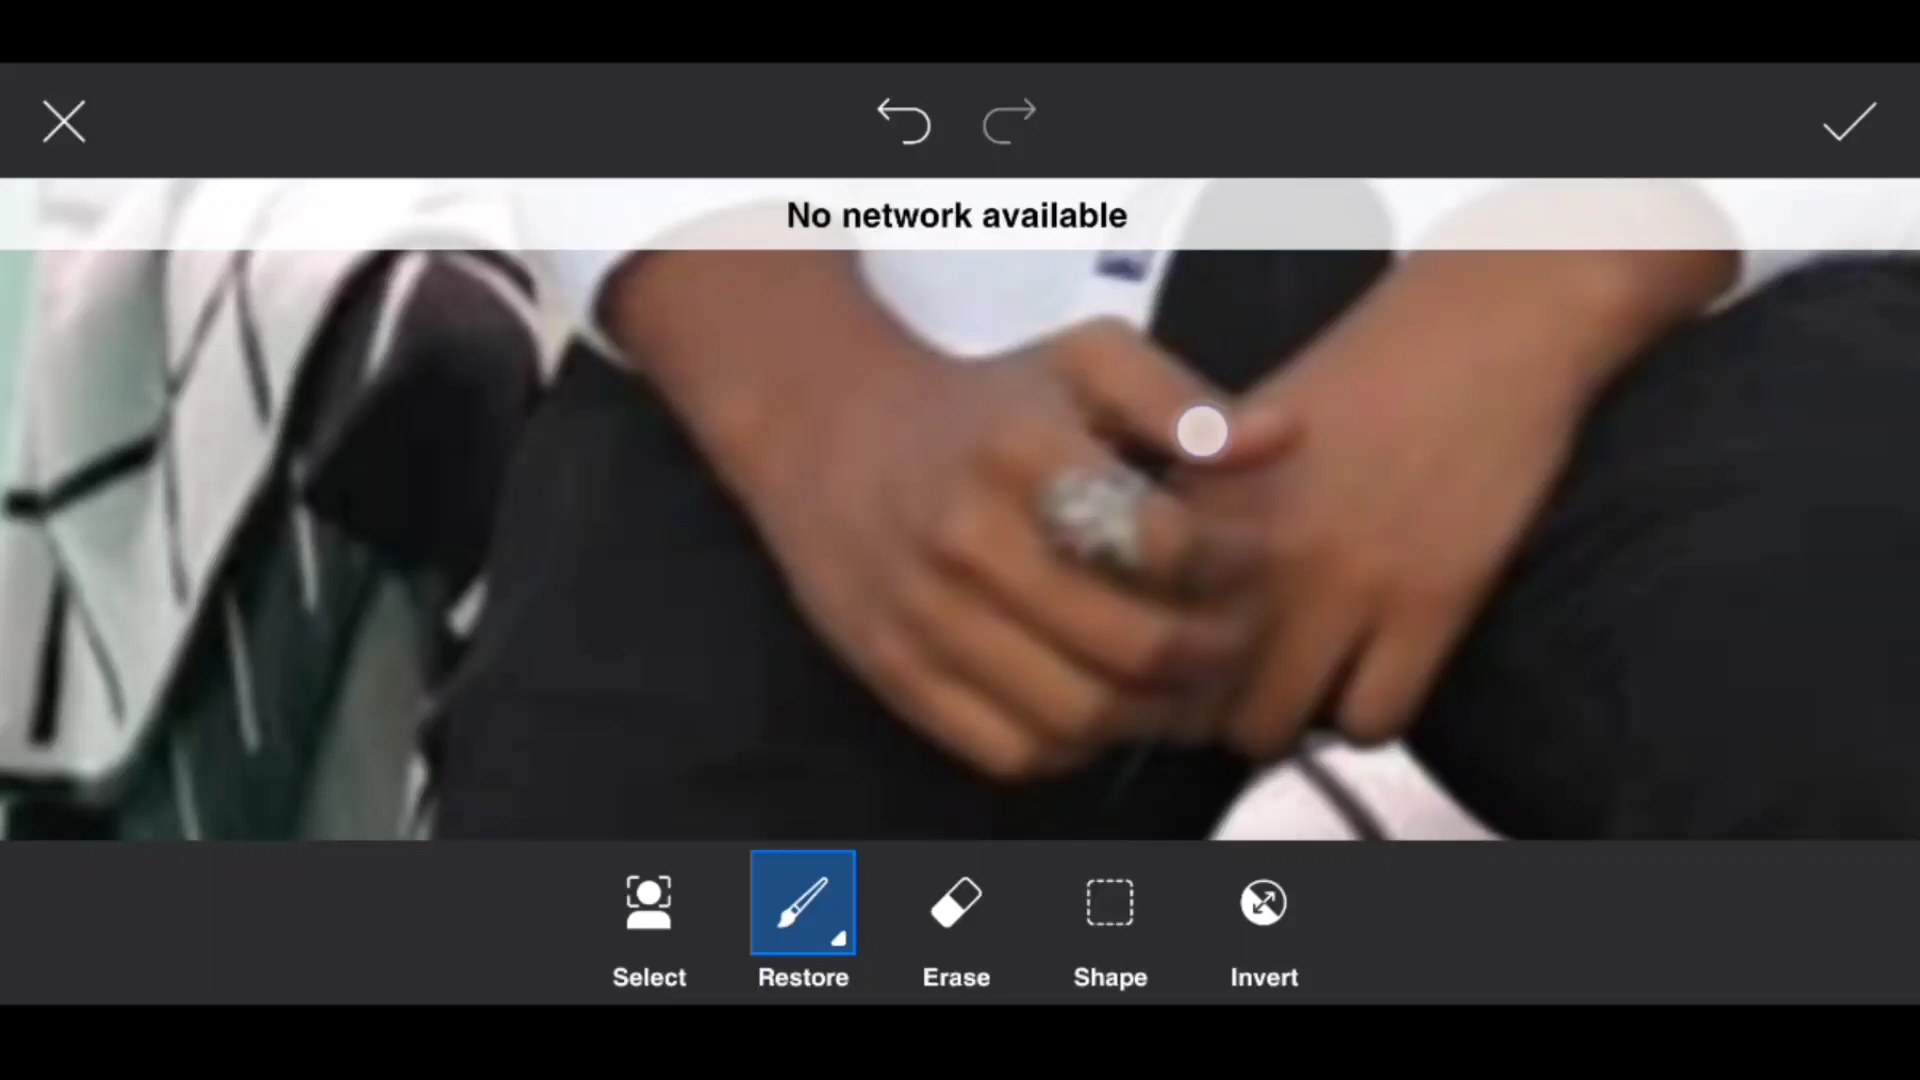 No network available
Select
Restore
Erase
Shape
Invert